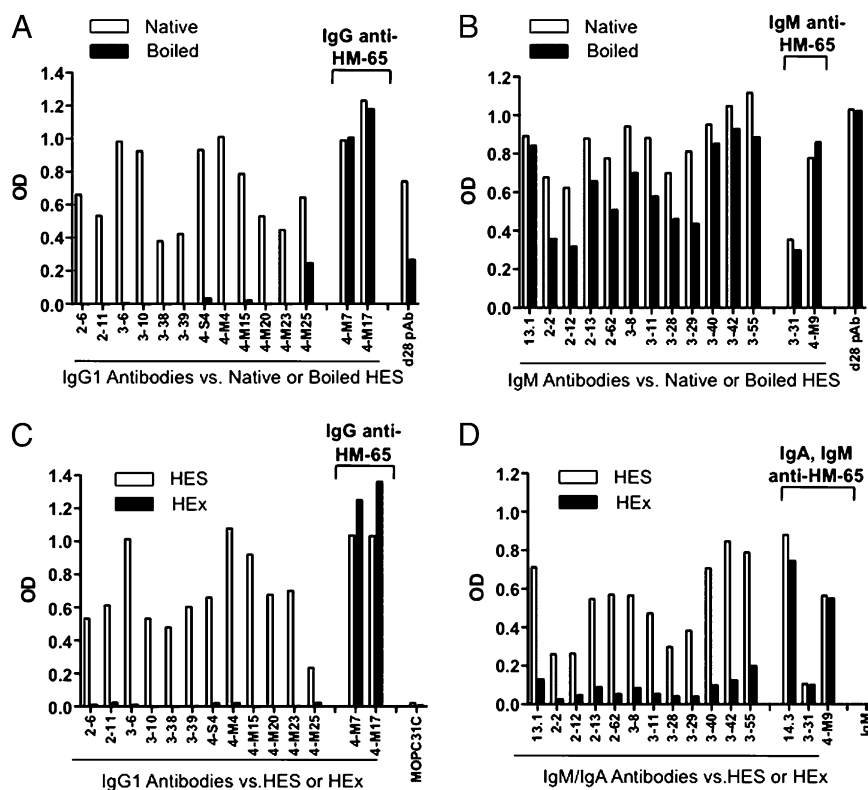 A
Native
Boiled
IgG anti-
HM-65
1.4
1.2
1.0
0.8
0.6
0.4
0.2
0.0
OD
2-6
2-11
3-6
3-10
3-38
3-39
4-S4
4-M4
4-M15
4-M20
4-M23
4-M25
4-M7
4-M17
d28 pAb
IgG1 Antibodies vs. Native or Boiled HES
B
Native
Boiled
IgM anti-
HM-65
1.2
1.0
0.8
0.6
0.4
0.2
0.0
OD
13.1
2-2
2-12
2-13
2-62
3-8
3-11
3-28
3-29
3-40
3-42
3-55
3-31
4-M9
d28 pAb
IgM Antibodies vs. Native or Boiled HES
C
HES
HEx
IgG anti-
HM-65
1.4
1.2
1.0
0.8
0.6
0.4
0.2
0.0
OD
2-6
2-11
3-6
3-10
3-38
3-39
4-S4
4-M4
4-M15
4-M20
4-M23
4-M25
4-M7
4-M17
MOPC31C
IgG1 Antibodies vs.HES or HEx
D
HES
HEx
IgA, IgM
anti-HM-65
1.2
1.0
0.8
0.6
0.4
0.2
0.0
OD
13.1
2-2
2-12
2-13
2-62
3-8
3-11
3-28
3-29
3-40
3-42
3-55
14.3
3-31
4-M9
IgM
IgM/IgA Antibodies vs.HES or HEx